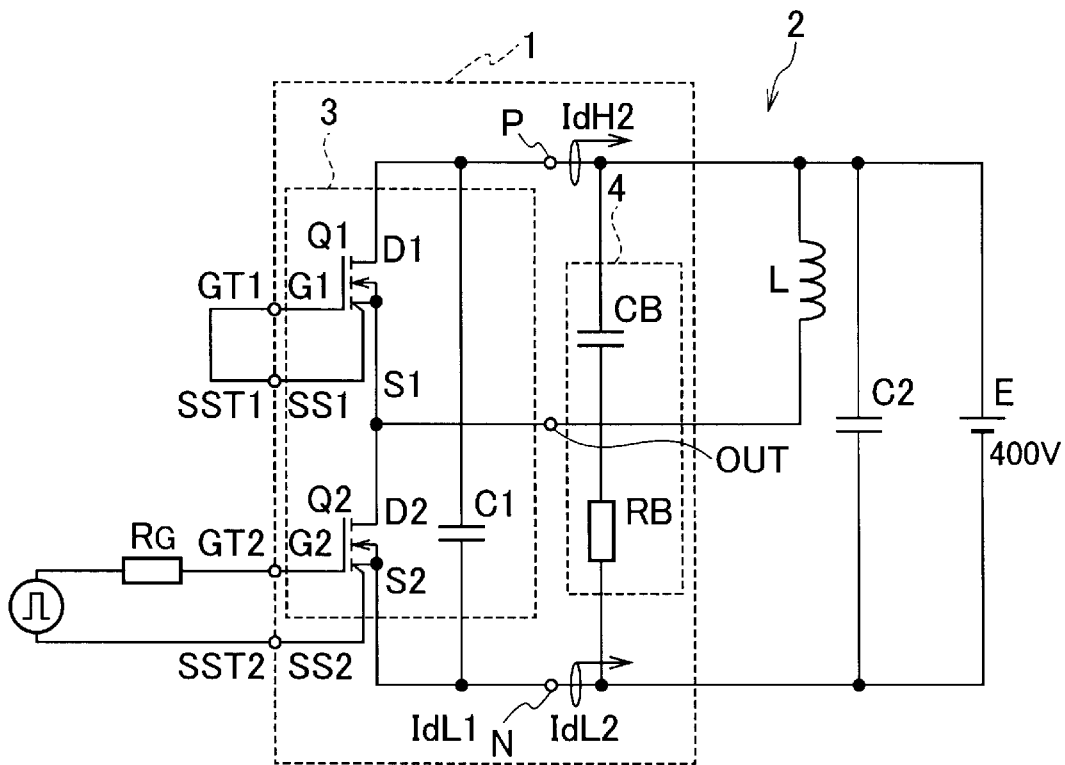 2
1
3
P
IdH2
4
Q1
D1
GT1
G1
CB
L
S1
SST1
SS1
C2
E
400V
OUT
Q2
D2
C1
RB
RG
GT2
G2
S2
SST2
SS2
IdL1
N
IdL2